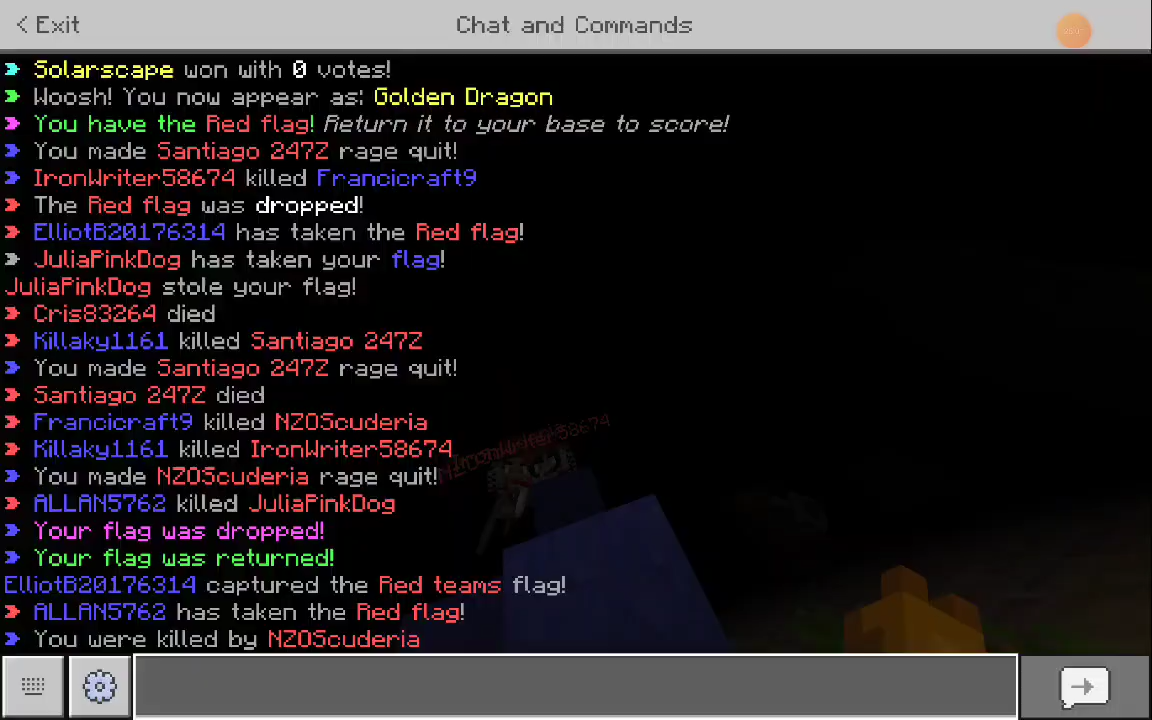 Exit
Chat and Commands
Solarscape won with 0 votes!
Woosh! You now appear as: Golden Dragon
You have the Red flag! Return it to your base to score!
You made Santiago 247Z rage quit!
IronWriter58674 killed Francicraft9
The Red flag was dropped!
ElliotB20176314 has taken the Red flag!
JuliaPinkDog has taken your flag!
JuliaPinkDog stole your flag!
Cris83264 died
Killaky1161 killed Santiago 247Z
You made Santiago 247Z rage quit!
Santiago 247Z died
Francicraft9 killed NZOScuderia
Killaky1161 killed IronWriter58674
You made NZOScuderia rage quit!
ALLAN5762 killed JuliaPinkDog
Your flag was dropped!
Your flag was returned!
ElliotB20176314 captured the Red teams flag!
ALLAN5762 has taken the Red flag!
You were killed by NZOScuderia